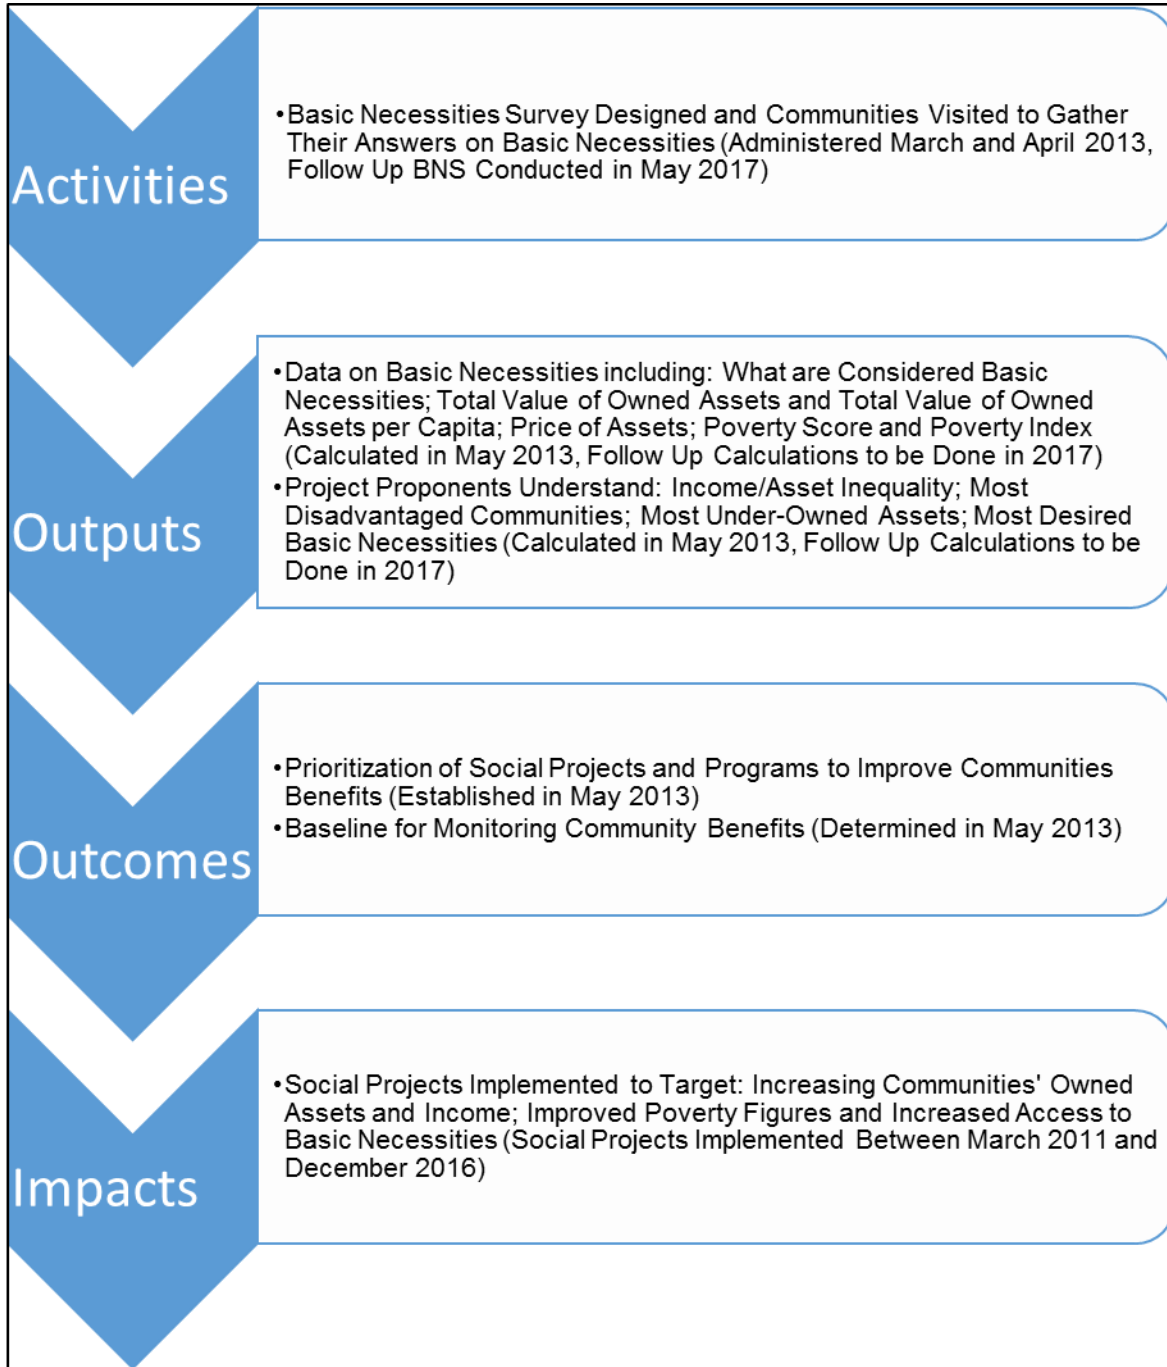 Activities
•Basic Necessities Survey Designed and Communities Visited to Gather
Their Answers on Basic Necessities (Administered March and April 2013,
Follow Up BNS Conducted in May 2017)
Outputs
•Data on Basic Necessities including: What are Considered Basic
Necessities; Total Value of Owned Assets and Total Value of Owned
Assets per Capita; Price of Assets; Poverty Score and Poverty Index
(Calculated in May 2013, Follow Up Calculations to be Done in 2017)
•Project Proponents Understand: Income/Asset Inequality; Most
Disadvantaged Communities; Most Under-Owned Assets; Most Desired
Basic Necessities (Calculated in May 2013, Follow Up Calculations to be
Done in 2017)
Outcomes
•Prioritization of Social Projects and Programs to Improve Communities
Benefits (Established in May 2013)
•Baseline for Monitoring Community Benefits (Determined in May 2013)
Impacts
•Social Projects Implemented to Target: Increasing Communities' Owned
Assets and Income; Improved Poverty Figures and Increased Access to
Basic Necessities (Social Projects Implemented Between March 2011 and
December 2016)